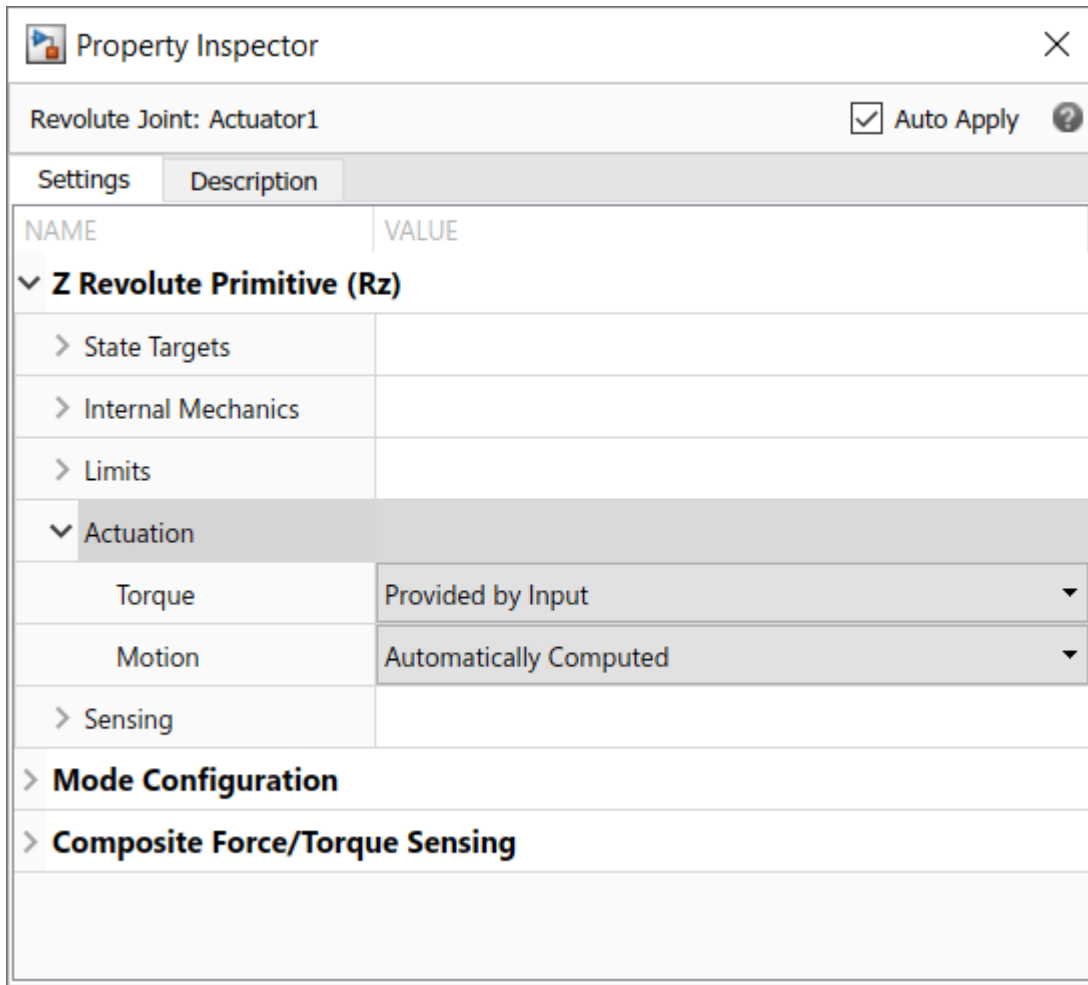 Property Inspector
Revolute Joint: Actuator1 Auto Apply ?
Settings Description
NAME VALUE
Z Revolute Primitive (Rz)
State Targets
Internal Mechanics
Limits
Actuation
Torque Provided by Input
Motion Automatically Computed
Sensing
Mode Configuration
Composite Force/Torque Sensing